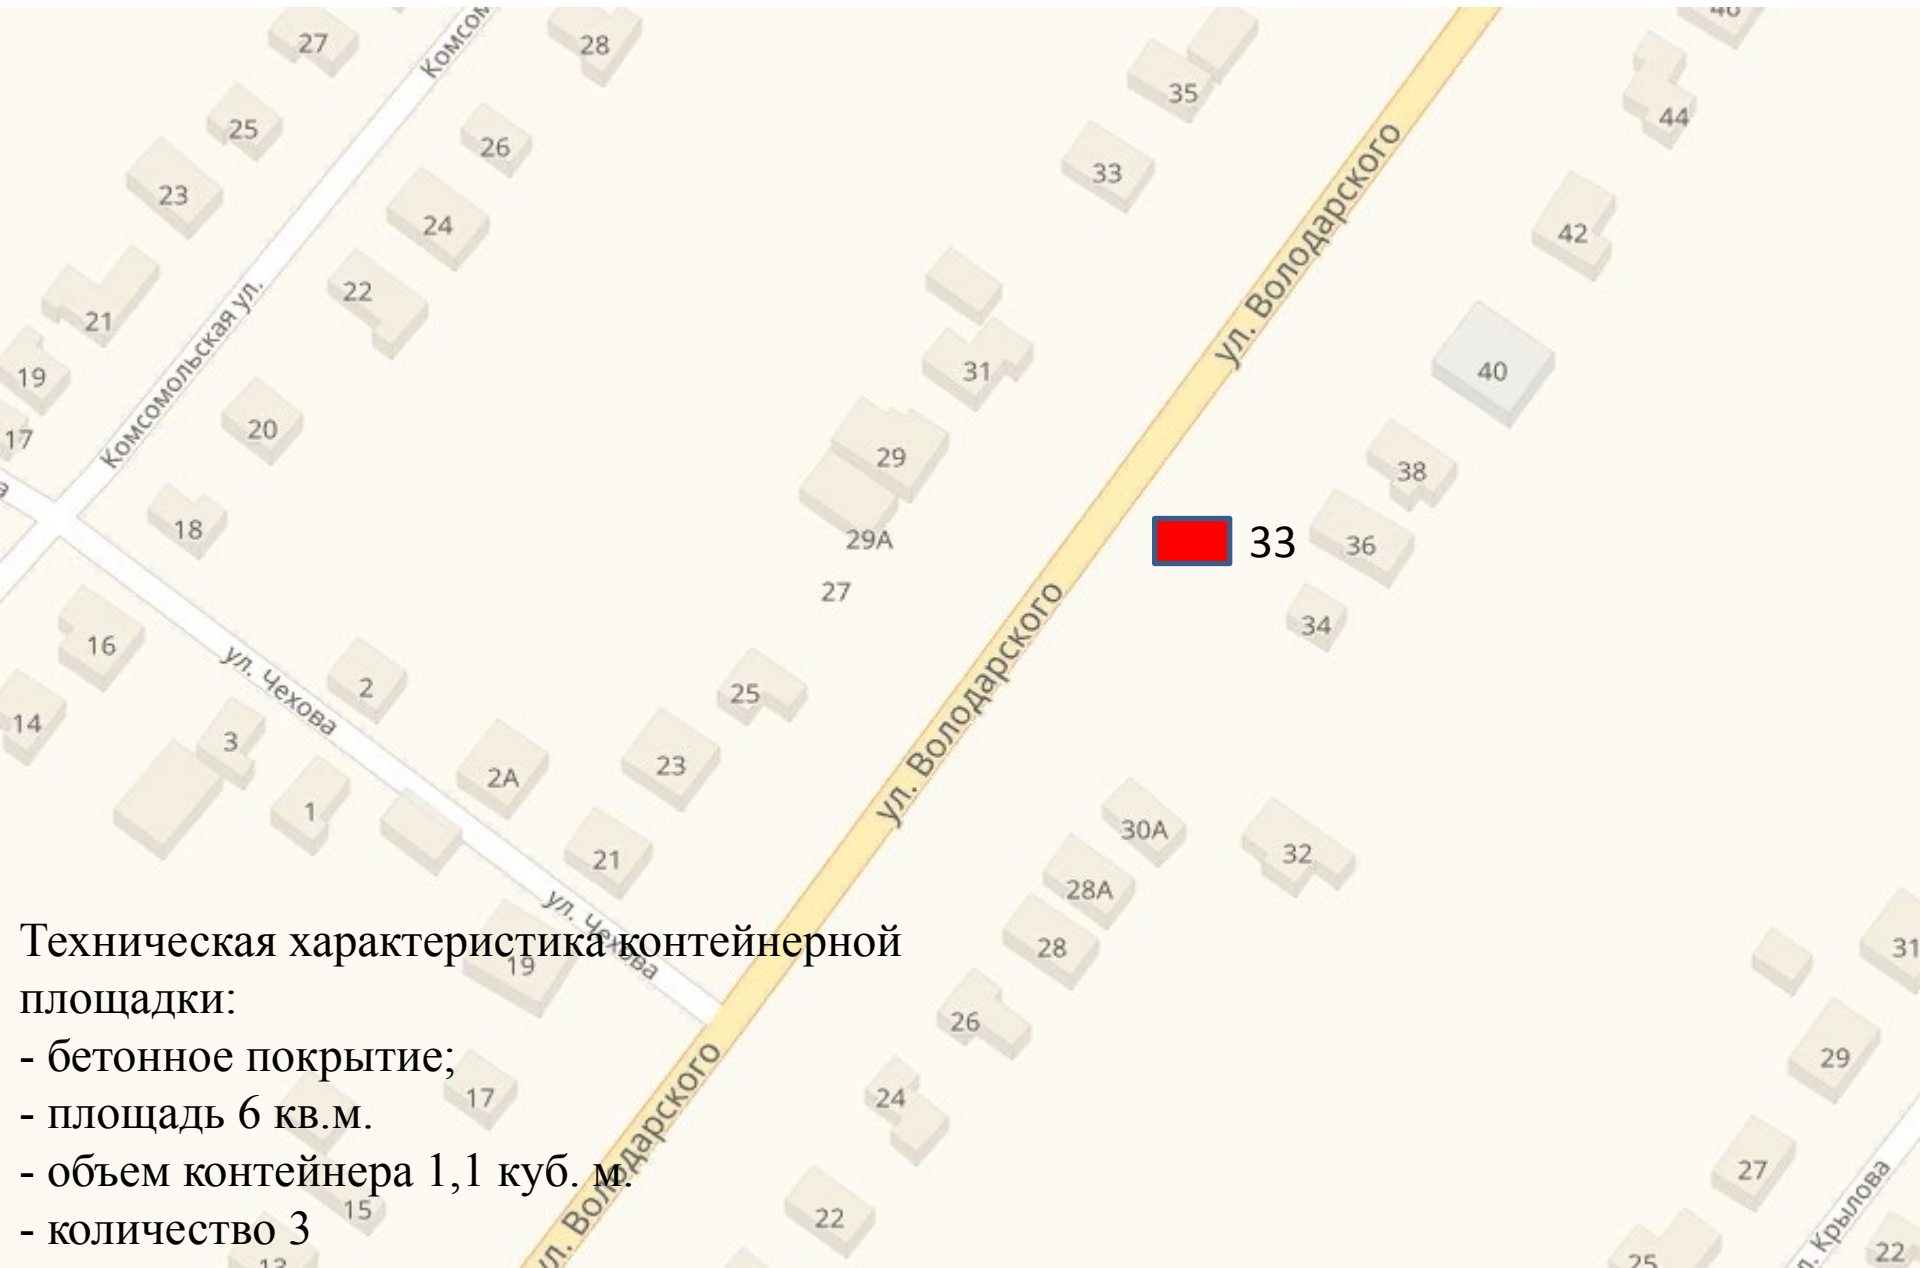 27
Комсом
28
46
25
35
44
26
33
23
24
ул. Володарского
42
22
Комсомольская ул.
21
31
40
19
20
17
29
38
18
29А
33
36
27
34
16
ул. Чехова
2
25
ул. Володарского
14
3
23
2А
1
30А
21
32
28А
ул. Чехова
28
31
19
Техническая характеристика контейнерной
площадки:
- бетонное покрытие;
- площадь 6 кв.м.
- объем контейнера 1,1 куб. м.
- количество 3
26
29
17
24
ул. Володарского
27
15
22
л. Крылова
22
25
13